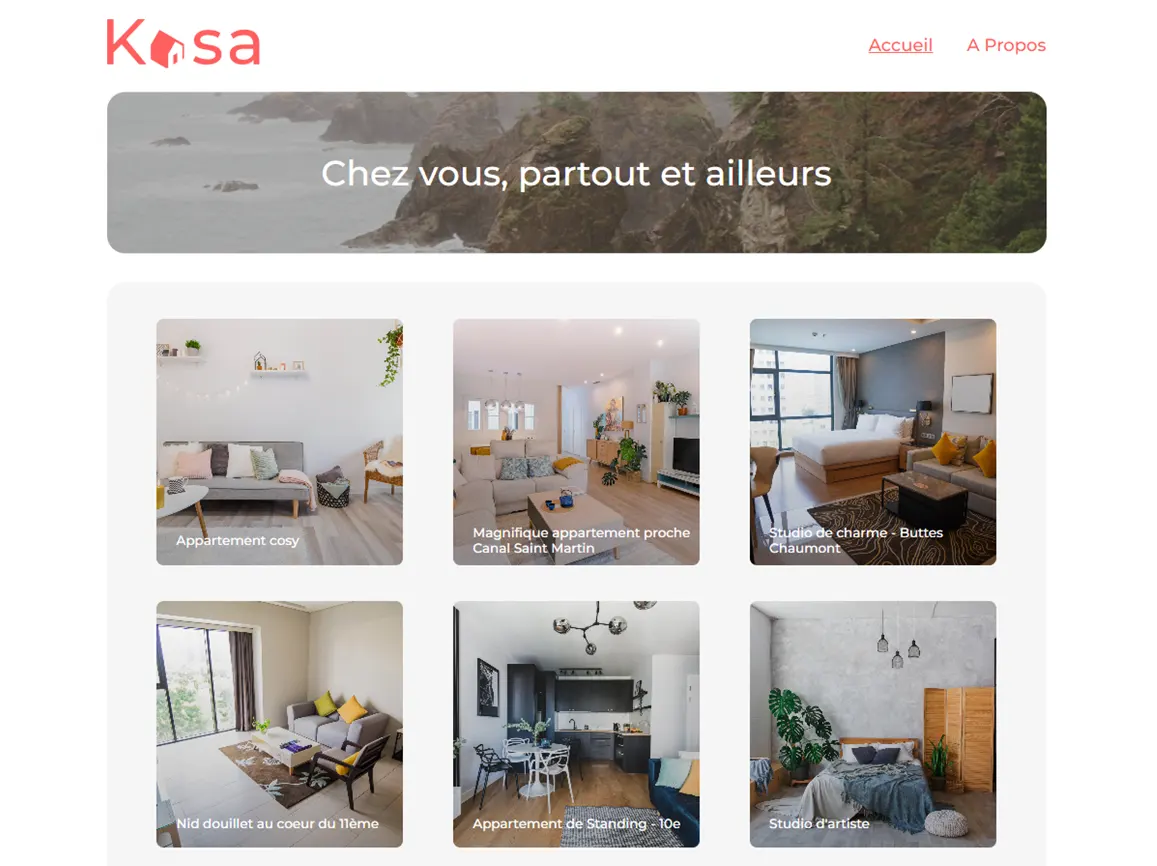 Kasa
Accueil
A Propos
Chez vous, partout et ailleurs
Appartement cosy
Magnifique appartement proche
Canal Saint Martin
Studio de charme - Buttes
Chaumont
Nid douillet au coeur du 11ème
Appartement de Standing - 10e
Studio d'artiste